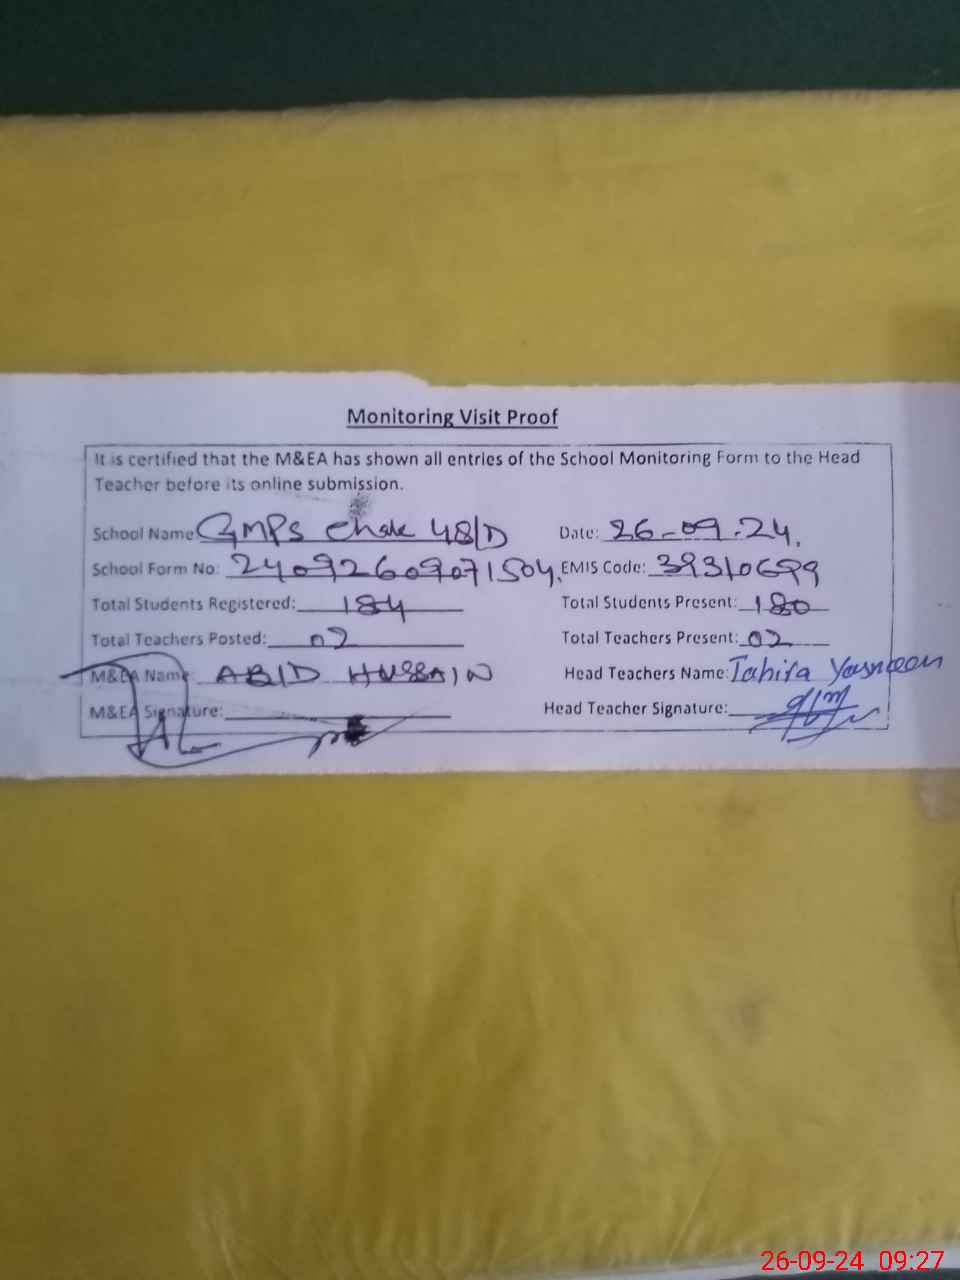 Monitoring Visit Proof
It is certified that the M&EA has shown all entries of the School Monitoring Form to the Head
Teacher before its online submission.
School Name GMPS Chak 48/D Date: 26-09-24.
School Form No: 24092609071504. EMIS Code: 39310699
Total Students Registered: 184 Total Students Present: 180
Total Teachers Posted: 02 Total Teachers Present: 02
M&EA Name ABID HUSSAIN Head Teachers Name: Tahira Yasmeen
M&EA Signature: Head Teacher Signature:
26-09-24 09:27